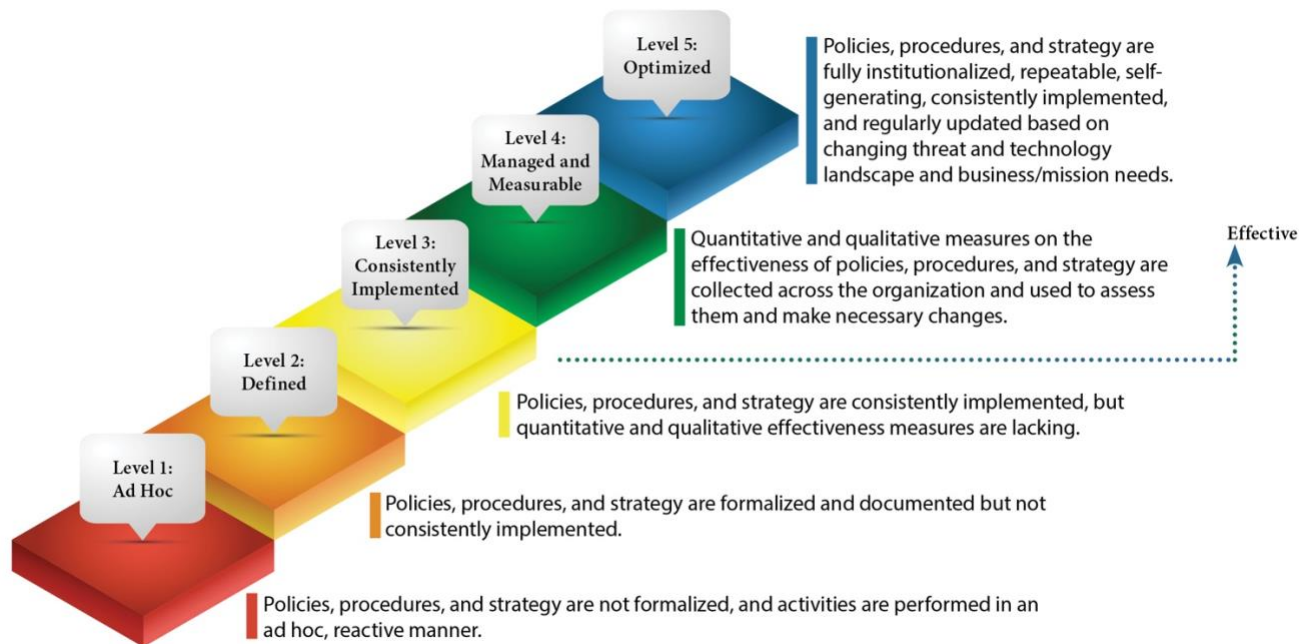 Level 5:
Optimized
Policies, procedures, and strategy are
fully institutionalized, repeatable, self-
generating, consistently implemented,
and regularly updated based on
changing threat and technology
landscape and business/mission needs.
Level 4:
Managed and
Measurable
Quantitative and qualitative measures on the
effectiveness of policies, procedures, and strategy are
collected across the organization and used to assess
them and make necessary changes.
Effective
Level 3:
Consistently
Implemented
Policies, procedures, and strategy are consistently implemented, but
quantitative and qualitative effectiveness measures are lacking.
Level 2:
Defined
Policies, procedures, and strategy are formalized and documented but not
consistently implemented.
Level 1:
Ad Hoc
Policies, procedures, and strategy are not formalized, and activities are performed in an
ad hoc, reactive manner.